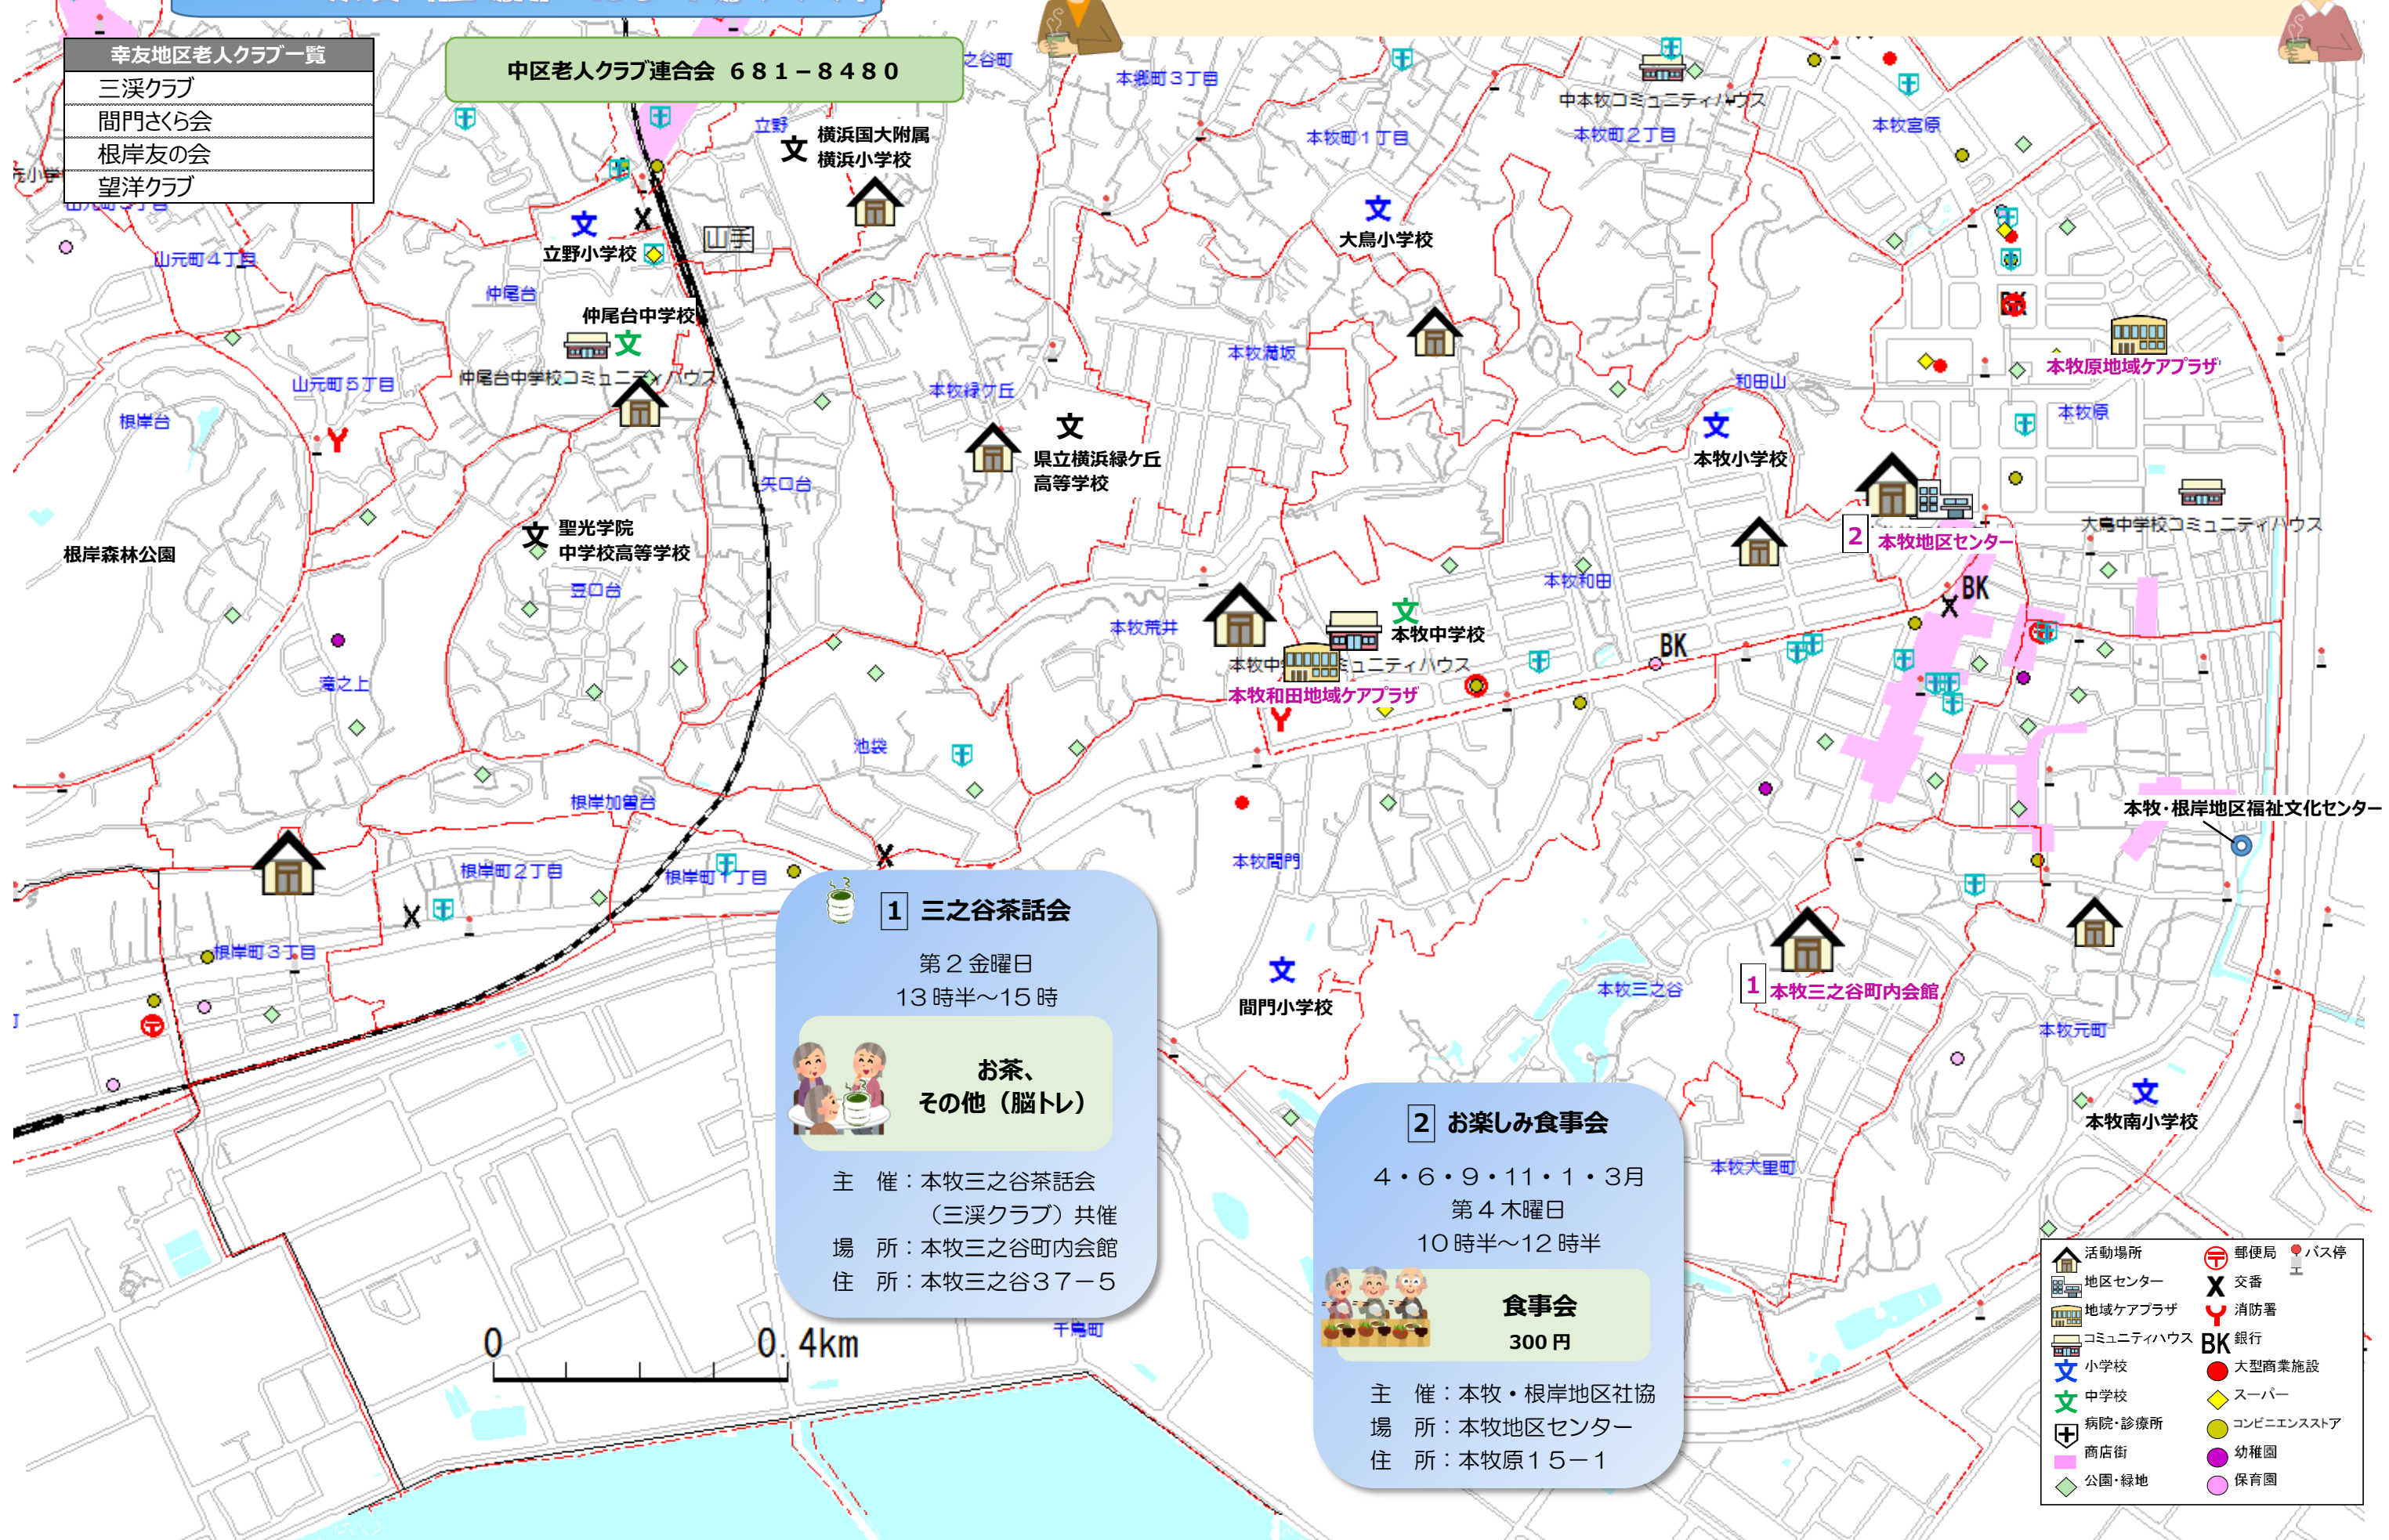 幸友地区老人クラブ一覧
三渓クラブ
間門さくら会
根岸友の会
望洋クラブ
中区老人クラブ連合会 ６８１－８４８０
之谷町
本郷町３丁目
中本牧コミュニティハウス
本牧町１丁目
本牧町２丁目
本牧宮原
立野
横浜国大附属
横浜小学校
立野小学校
山手
大鳥小学校
山元町４丁目
仲尾台
仲尾台中学校
仲尾台中学校コミュニティハウス
山元町５丁目
根岸台
本牧緑ケ丘
本牧満坂
和田山
本牧原地域ケアプラザ
本牧原
BK
県立横浜緑ケ丘
高等学校
本牧小学校
矢口台
聖光学院
中学校高等学校
根岸森林公園
豆口台
2
本牧地区センター
大鳥中学校コミュニティハウス
本牧和田
BK
本牧荒井
本牧中学校
本牧中
ミュニティハウス
BK
本牧和田地域ケアプラザ
滝之上
池袋
根岸加曽台
本牧・根岸地区福祉文化センター
根岸町２丁目
根岸町１丁目
本牧間門
根岸町３丁目
間門小学校
本牧三之谷
1
本牧三之谷町内会館
本牧元町
本牧南小学校
本牧大里町
千鳥町
1 三之谷茶話会
第２金曜日
13時半～15時
お茶、
その他（脳トレ）
主　催：本牧三之谷茶話会
（三渓クラブ）共催
場　所：本牧三之谷町内会館
住　所：本牧三之谷３７－５
2 お楽しみ食事会
４・６・９・11・１・３月
第４木曜日
10時半～12時半
食事会
300円
主　催：本牧・根岸地区社協
場　所：本牧地区センター
住　所：本牧原１５－１
0
0.4km
活動場所
地区センター
地域ケアプラザ
コミュニティハウス
小学校
中学校
病院・診療所
商店街
公園・緑地
郵便局
バス停
交番
消防署
BK 銀行
大型商業施設
スーパー
コンビニエンスストア
幼稚園
保育園